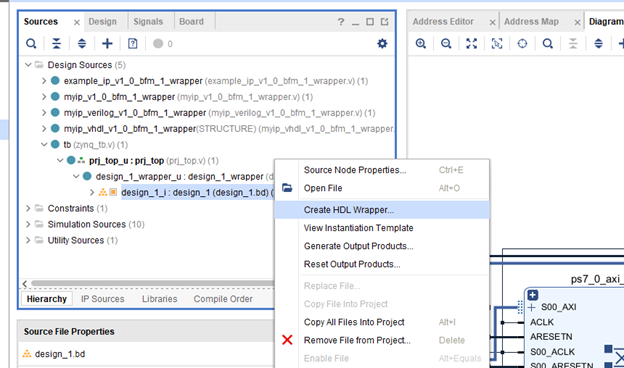 Sources
Design
Signals
Board
? _
0
Design Sources (5)
example_ip_v1_0_bfm_1_wrapper (example_ip_v1_0_bfm_1_wrapper.v) (1)
myip_v1_0_bfm_1_wrapper (myip_v1_0_bfm_1_wrapper.v) (1)
myip_verilog_v1_0_bfm_1_wrapper (myip_verilog_v1_0_bfm_1_wrapper.v) (1)
myip_vhdl_v1_0_bfm_1_wrapper(STRUCTURE) (myip_vhdl_v1_0_bfm_1_wrapper
tb (zynq_tb.v) (1)
prj_top_u : prj_top (prj_top.v) (1)
design_1_wrapper_u : design_1_wrapper (d
design_1_i : design_1 (design_1.bd) (
Constraints (1)
Simulation Sources (10)
Utility Sources (1)
Hierarchy
IP Sources
Libraries
Compile Order
Source File Properties
design_1.bd
Source Node Properties... Ctrl+E
Open File Alt+O
Create HDL Wrapper...
View Instantiation Template
Generate Output Products...
Reset Output Products...
Replace File...
Copy File Into Project
Copy All Files Into Project Alt+I
Remove File from Project... Delete
Enable File Alt+Equals
Address Editor
Address Map
Diagram
ps7_0_axi_
S00_AXI
ACLK
ARESETN
S00_ACLK
S00_ARESETN